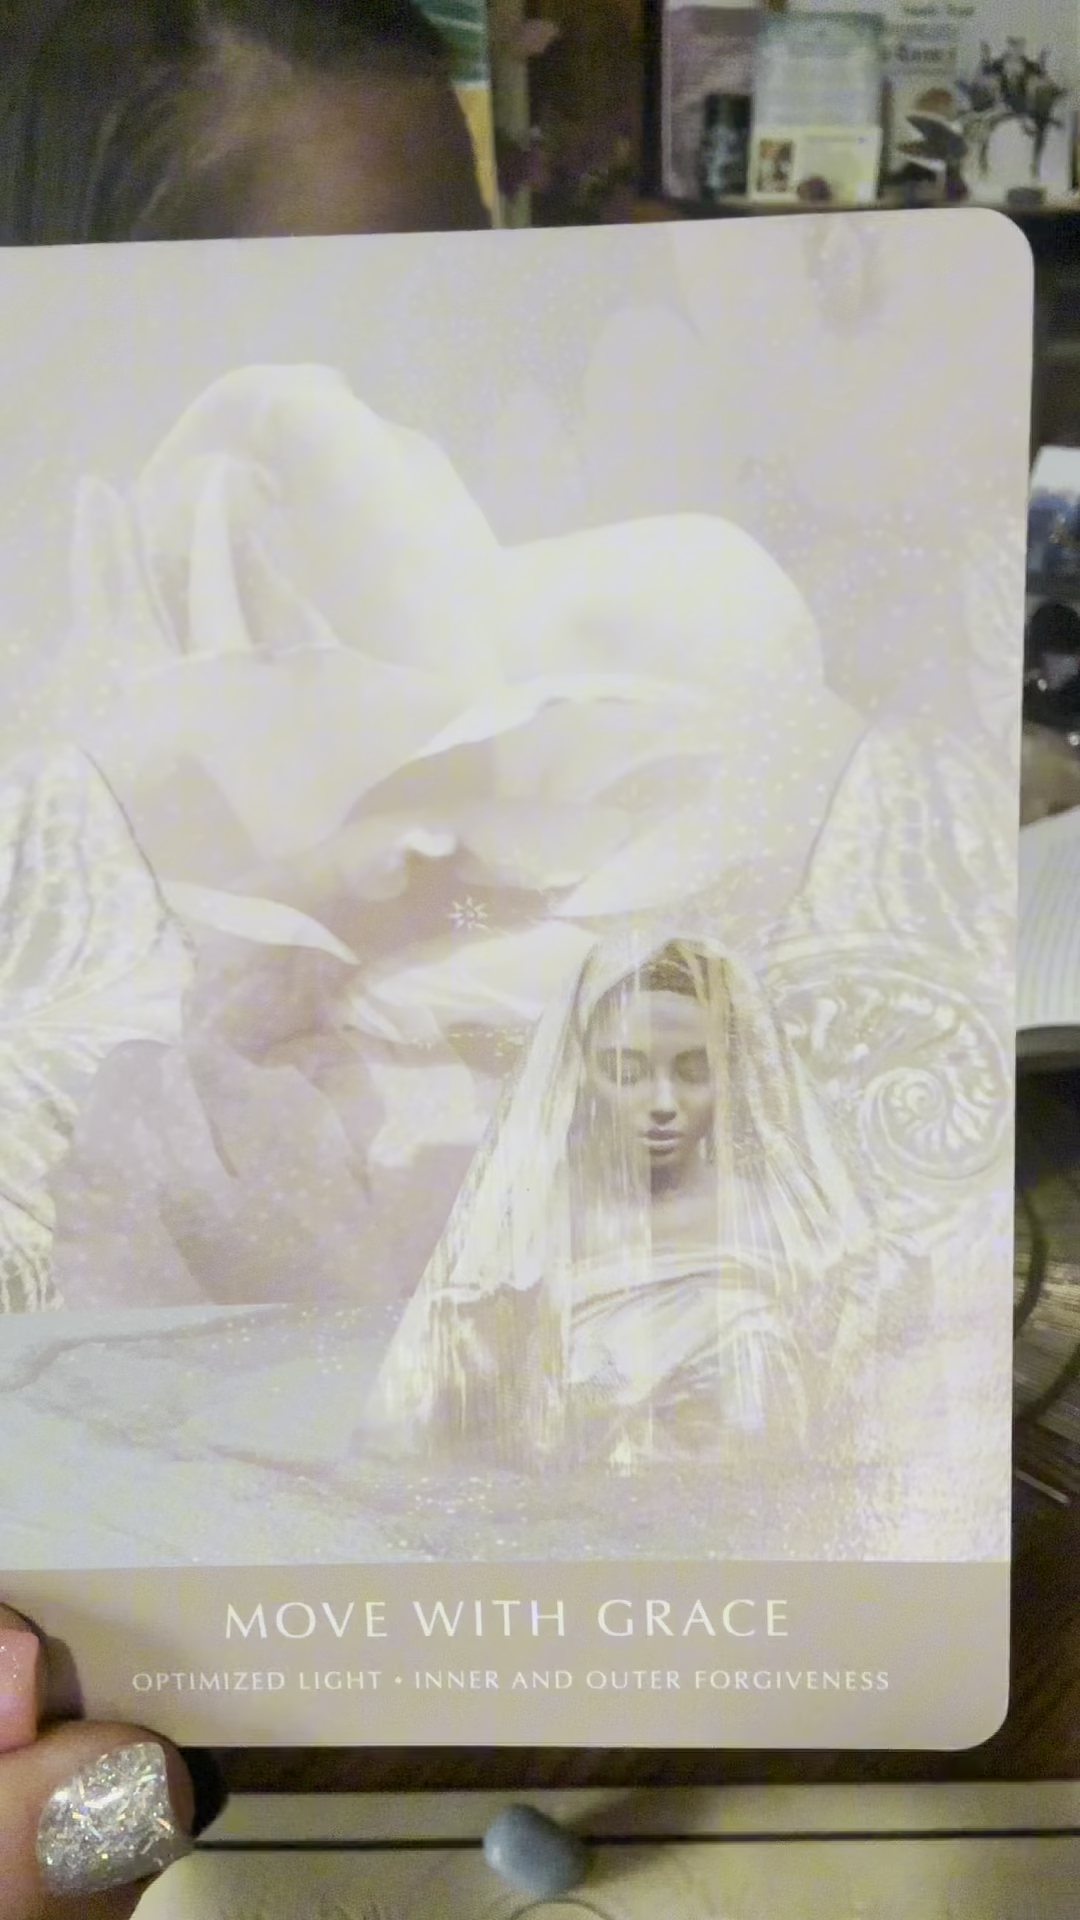 MOVE WITH GRACE
OPTIMIZED LIGHT • INNER AND OUTER FORGIVENESS